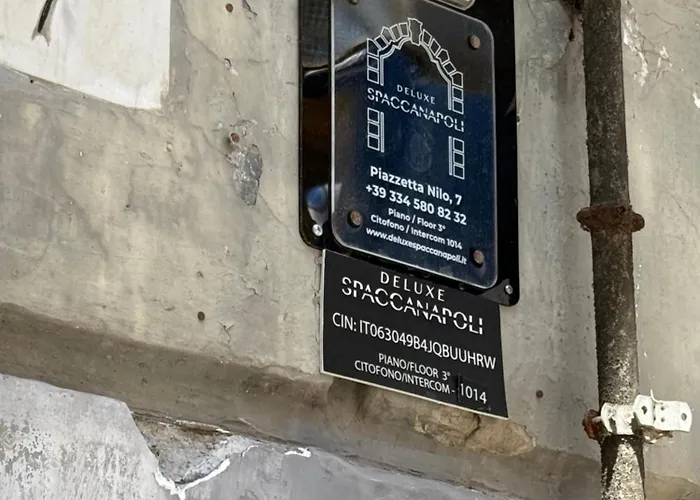 DELUXE
SPACCANAPOLI
Piazzetta Nilo, 7
+39 334 580 82 32
Piano / Floor 3°
Citofono / Intercom 1014
www.deluxespaccanapoli.it
DELUXE
SPACCANAPOLI
CIN: IT063049B4JQBUUHRW
PIANO/FLOOR 3°
CITOFONO/INTERCOM - 1014